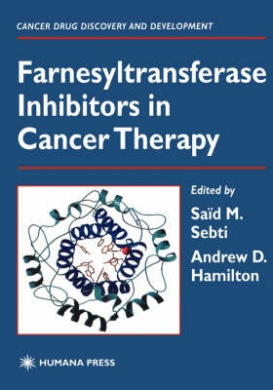 CANCER DRUG DISCOVERY AND DEVELOPMENT
Farnesyltransferase
Inhibitors in
Cancer Therapy
Edited by
Saïd M.
Sebti
Andrew D.
Hamilton
HUMANA PRESS